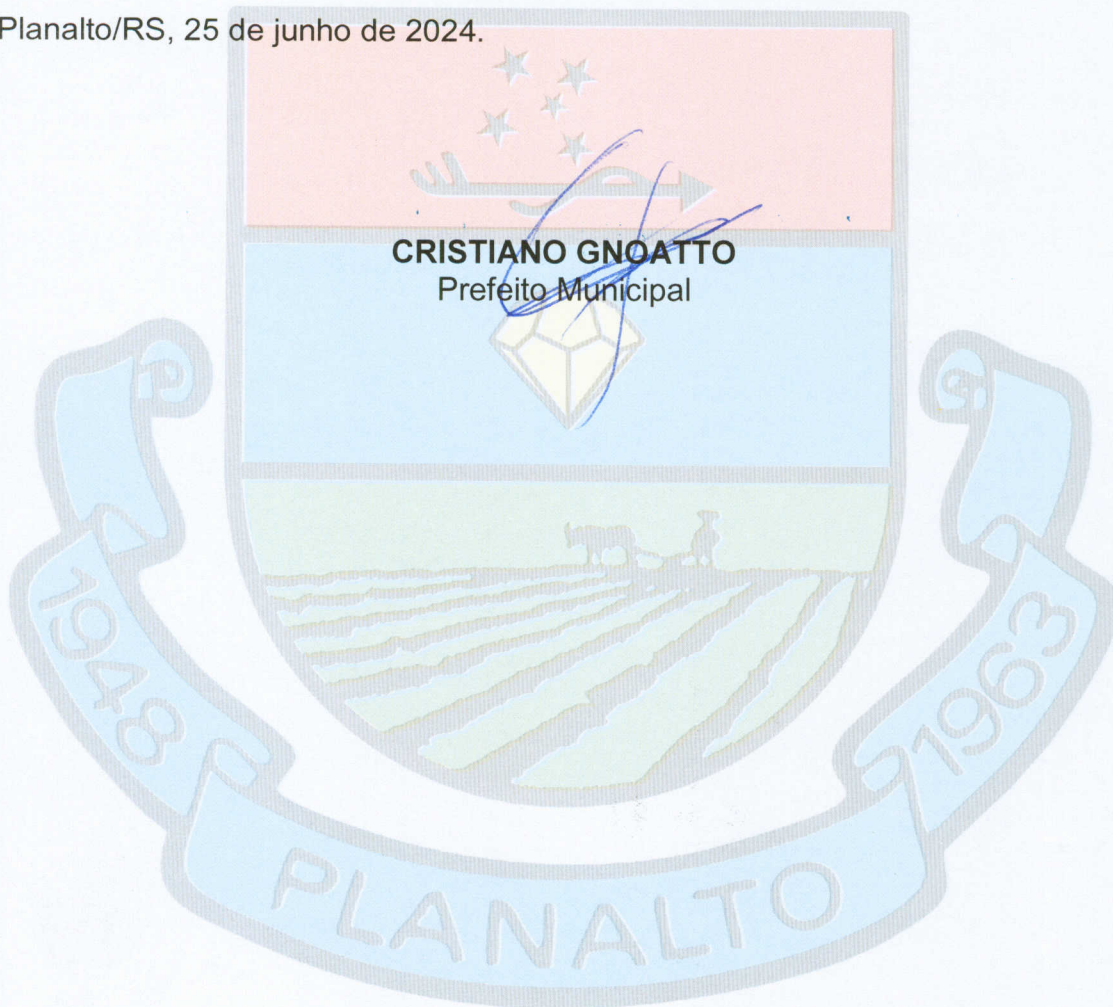 Planalto/RS, 25 de junho de 2024.
CRISTIANO GNOATTO
Prefeito Municipal
1948
PLANALTO
1963